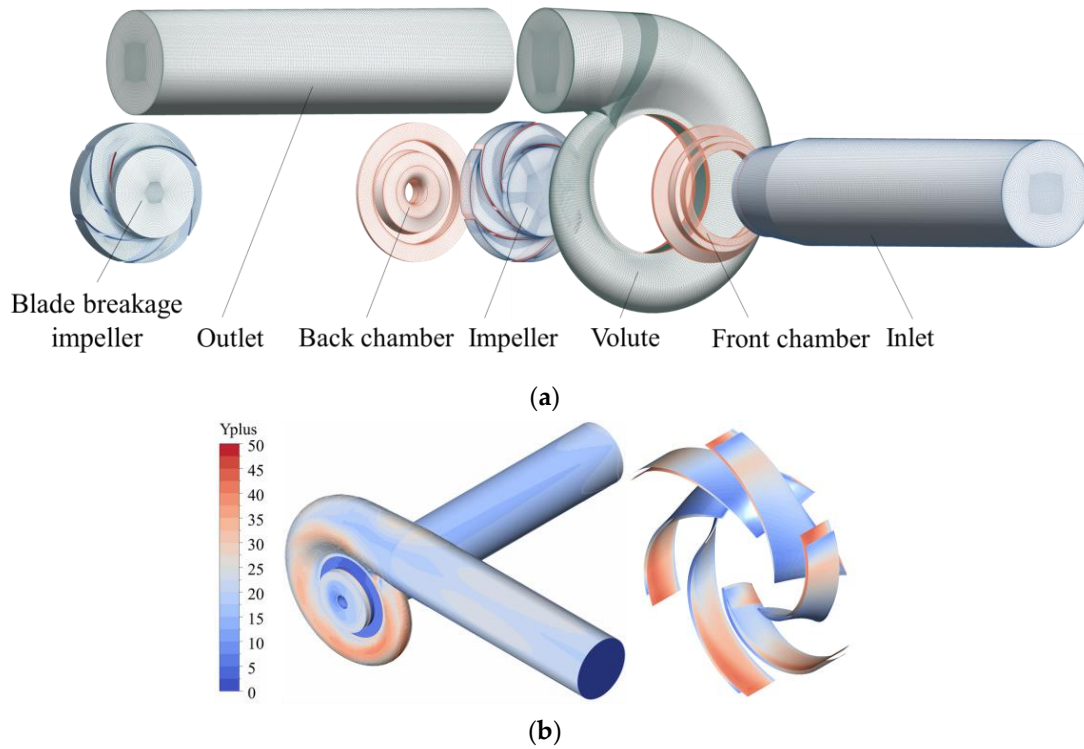 Blade breakage
impeller
Outlet
Back chamber
Impeller
Volute
Front chamber
Inlet
(a)
Yplus
50
45
40
35
30
25
20
15
10
5
0
(b)